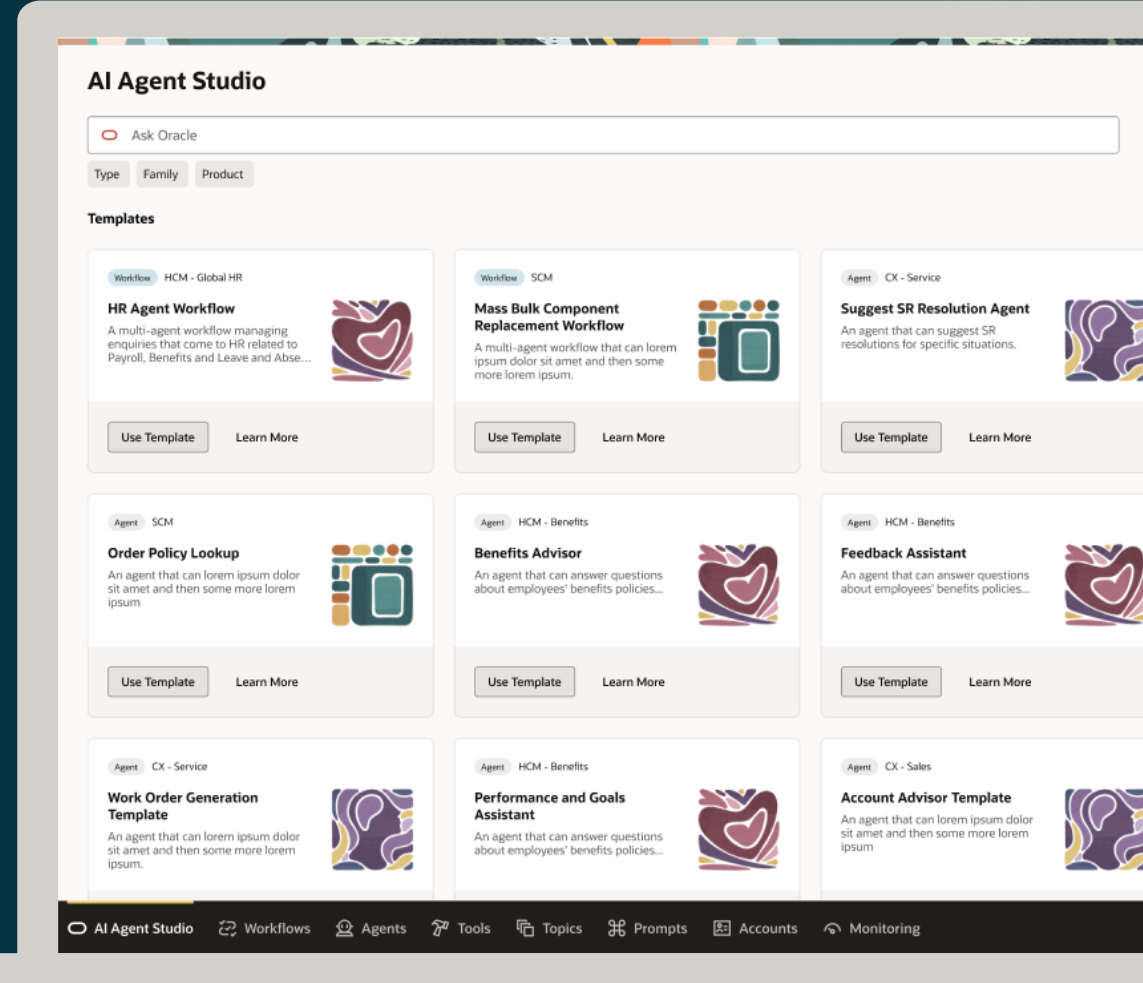 AI Agent Studio
Ask Oracle
Type Family Product
Templates
Workflow HCM - Global HR
HR Agent Workflow
A multi-agent workflow managing
enquiries that come to HR related to
Payroll, Benefits and Leave and Abse...
Use Template Learn More
Workflow SCM
Mass Bulk Component
Replacement Workflow
A multi-agent workflow that can lorem
ipsum dolor sit amet and then some
more lorem ipsum.
Use Template Learn More
Agent CX - Service
Suggest SR Resolution Agent
An agent that can suggest SR
resolutions for specific situations.
Use Template Learn More
Agent SCM
Order Policy Lookup
An agent that can lorem ipsum dolor
sit amet and then some more lorem
ipsum
Use Template Learn More
Agent HCM - Benefits
Benefits Advisor
An agent that can answer questions
about employees' benefits policies...
Use Template Learn More
Agent HCM - Benefits
Feedback Assistant
An agent that can answer questions
about employees' benefits policies...
Use Template Learn More
Agent CX - Service
Work Order Generation
Template
An agent that can lorem ipsum dolor
sit amet and then some more lorem
ipsum.
Agent HCM - Benefits
Performance and Goals
Assistant
An agent that can answer questions
about employees' benefits policies...
Agent CX - Sales
Account Advisor Template
An agent that can lorem ipsum dolor
sit amet and then some more lorem
ipsum
AI Agent Studio Workflows Agents Tools Topics Prompts Accounts Monitoring